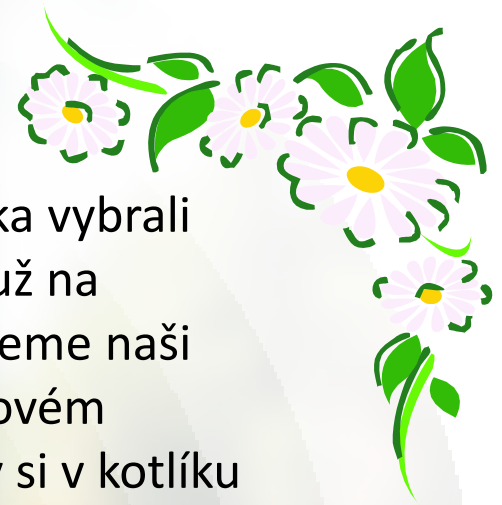 ka vybrali
už na
eme naši
ovém
si v kotlíku